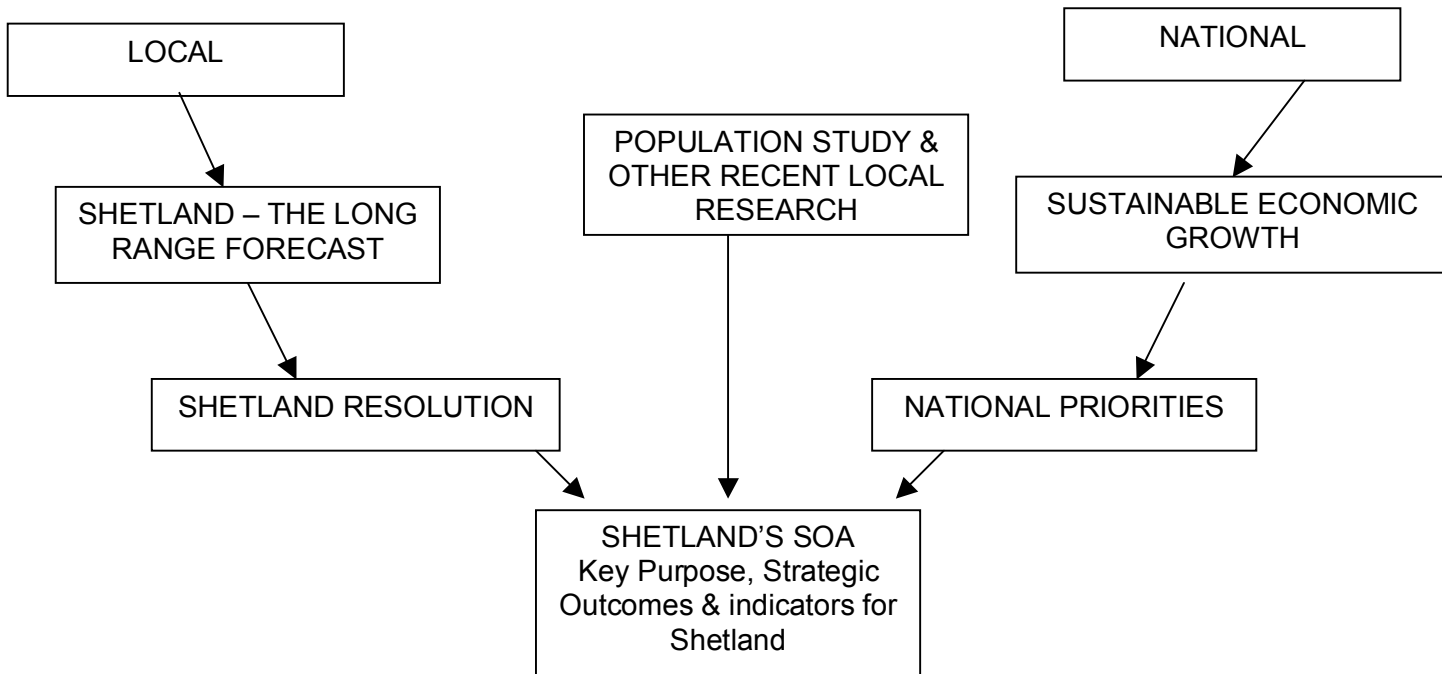 LOCAL
NATIONAL
POPULATION STUDY &
OTHER RECENT LOCAL
RESEARCH
SHETLAND – THE LONG
RANGE FORECAST
SUSTAINABLE ECONOMIC
GROWTH
SHETLAND RESOLUTION
NATIONAL PRIORITIES
SHETLAND’S SOA
Key Purpose, Strategic
Outcomes & indicators for
Shetland